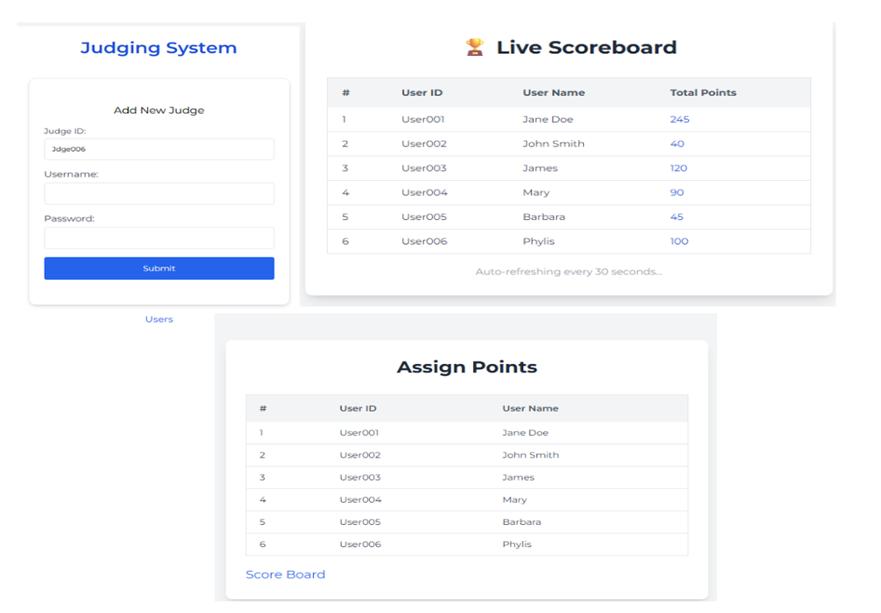 Judging System
Add New Judge
Judge ID:
Jdge006
Username:
Password:
Submit
Users
Live Scoreboard
# User ID User Name Total Points
1 User001 Jane Doe 245
2 User002 John Smith 40
3 User003 James 120
4 User004 Mary 90
5 User005 Barbara 45
6 User006 Phylis 100
Auto-refreshing every 30 seconds...
Assign Points
# User ID User Name
1 User001 Jane Doe
2 User002 John Smith
3 User003 James
4 User004 Mary
5 User005 Barbara
6 User006 Phylis
Score Board